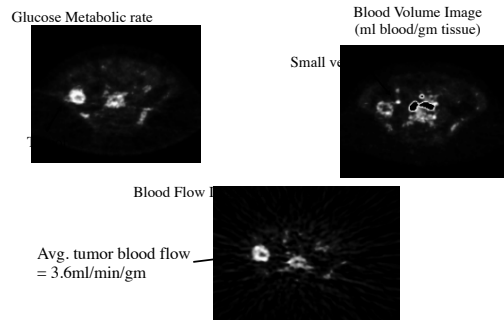 Glucose Metabolic rate
Blood Volume Image
(ml blood/gm tissue)
Small
Blood Flow
Avg. tumor blood flow
= 3.6ml/min/gm